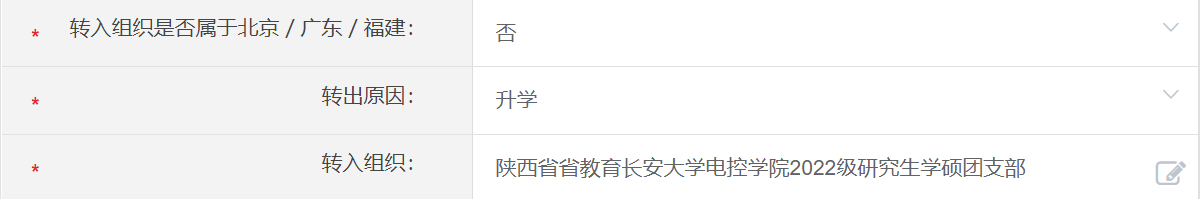 * 转入组织是否属于北京 / 广东 / 福建： 否
* 转出原因： 升学
* 转入组织： 陕西省省教育长安大学电控学院2022级研究生学硕团支部